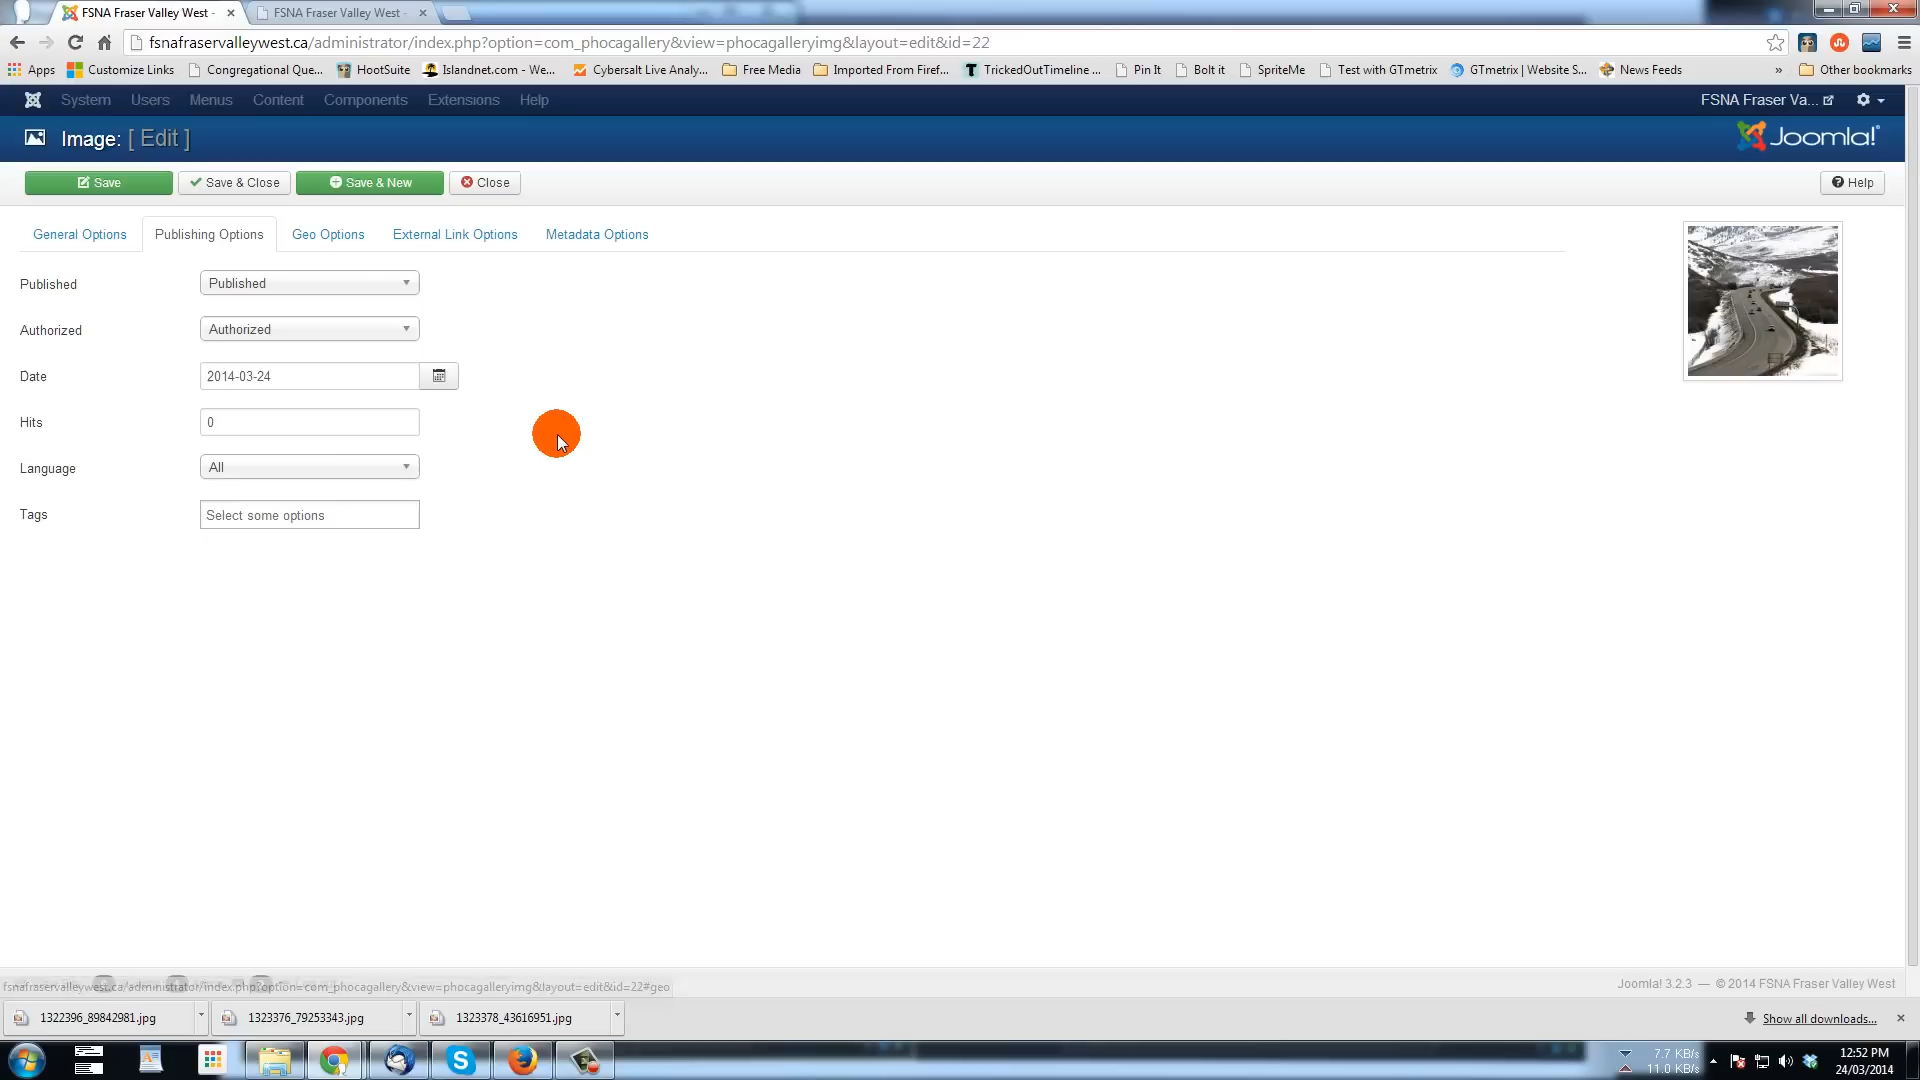 FSNA Fraser Valley West -
FSNA Fraser Valley West -
fsnafraservalleywest.ca/administrator/index.php?option=com_phocagallery&view=phocagalleryimg&layout=edit&id=22
Apps Customize Links Congregational Que... HootSuite Islandnet.com - We... Cybersalt Live Analy... Free Media Imported From Firef... TrickedOutTimeline ... Pin It Bolt it SpriteMe Test with GTmetrix GTmetrix | Website S... News Feeds » Other bookmarks
System Users Menus Content Components Extensions Help FSNA Fraser Va...
Image: [ Edit ] Joomla!
Save Save & Close Save & New Close Help
General Options Publishing Options Geo Options External Link Options Metadata Options
Published Published
Authorized Authorized
Date 2014-03-24
Hits 0
Language All
Tags Select some options
fsnafraservalleywest.ca/administrator/index.php?option=com_phocagallery&view=phocagalleryimg&layout=edit&id=22#geo
Joomla! 3.2.3 — © 2014 FSNA Fraser Valley West
1322396_89842981.jpg 1323376_79253343.jpg 1323378_43616951.jpg Show all downloads...
7.7 KB/s 12:52 PM
11.0 KB/s 24/03/2014